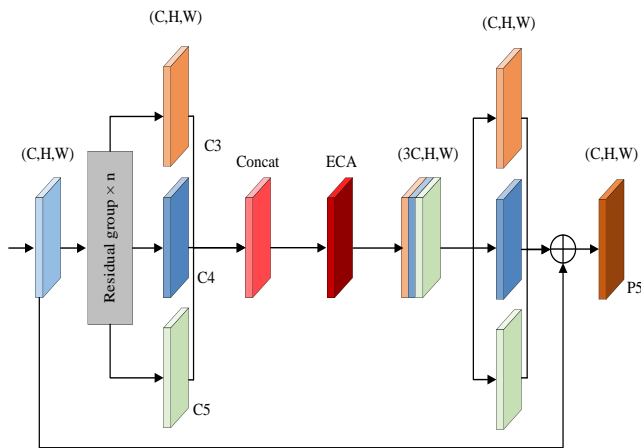 (C,H,W)
(C,H,W)
C3
(C,H,W)
Concat
ECA
(3C,H,W)
(C,H,W)
Residual group × n
C4
P5
C5